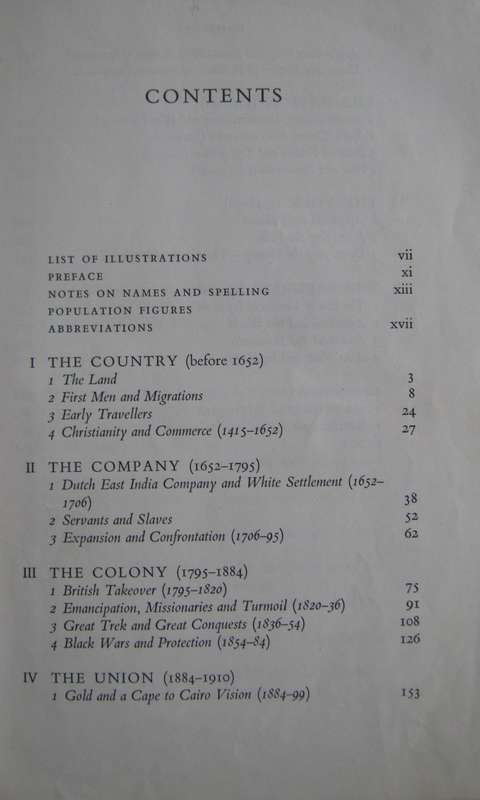 CONTENTS
LIST OF ILLUSTRATIONS vii
PREFACE xi
NOTES ON NAMES AND SPELLING xiii
POPULATION FIGURES
ABBREVIATIONS xvii
I THE COUNTRY (before 1652)
1 The Land 3
2 First Men and Migrations 8
3 Early Travellers 24
4 Christianity and Commerce (1415–1652) 27
II THE COMPANY (1652–1795)
1 Dutch East India Company and White Settlement (1652–
1706) 38
2 Servants and Slaves 52
3 Expansion and Confrontation (1706–95) 62
III THE COLONY (1795–1884)
1 British Takeover (1795–1820) 75
2 Emancipation, Missionaries and Turmoil (1820–36) 91
3 Great Trek and Great Conquests (1836–54) 108
4 Black Wars and Protection (1854–84) 126
IV THE UNION (1884–1910)
1 Gold and a Cape to Cairo Vision (1884–99) 153